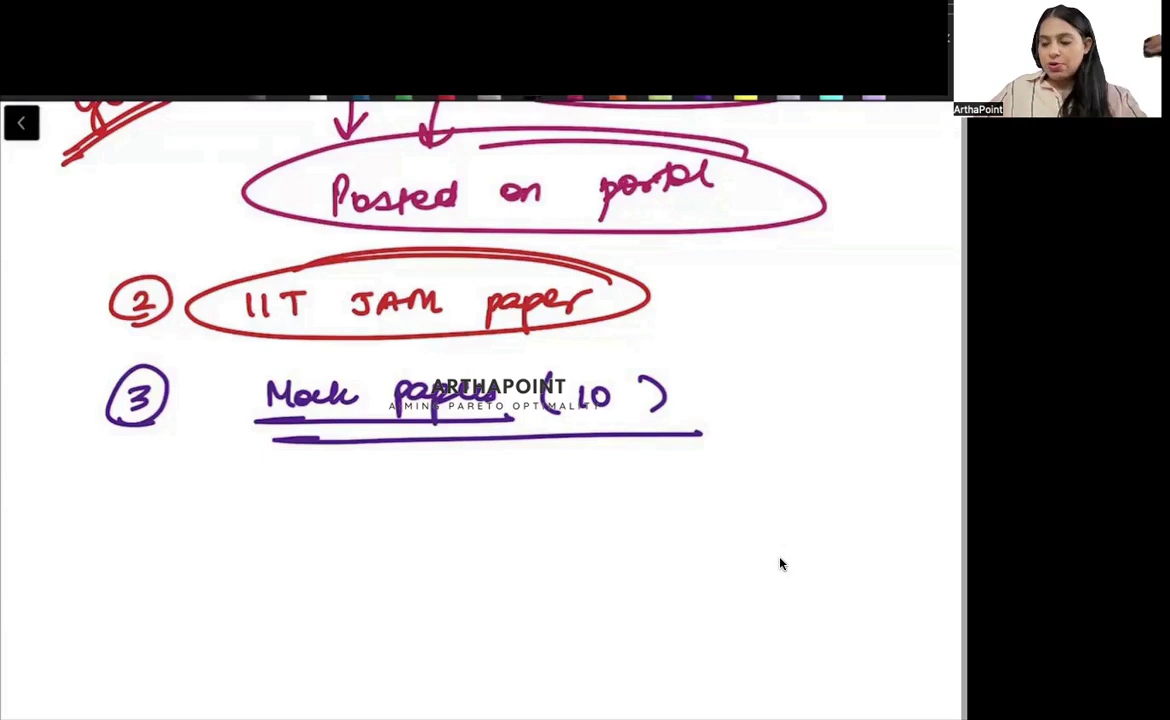 ArthaPoint
Posted on portal
2 IIT JAM paper
3 Mock papers (10)
ARTHAPOINT
AIMING PARETO OPTIMALITY